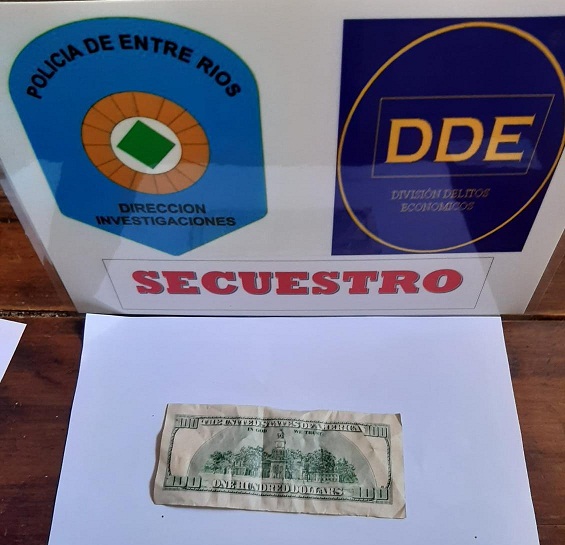 POLICIA DE ENTRE RIOS
DIRECCION
INVESTIGACIONES
DDE
DIVISIÓN DELITOS
ECONOMICOS
SECUESTRO
100
THE UNITED STATES OF AMERICA
100
IN GOD WE TRUST
100
ONE HUNDRED DOLLARS
100